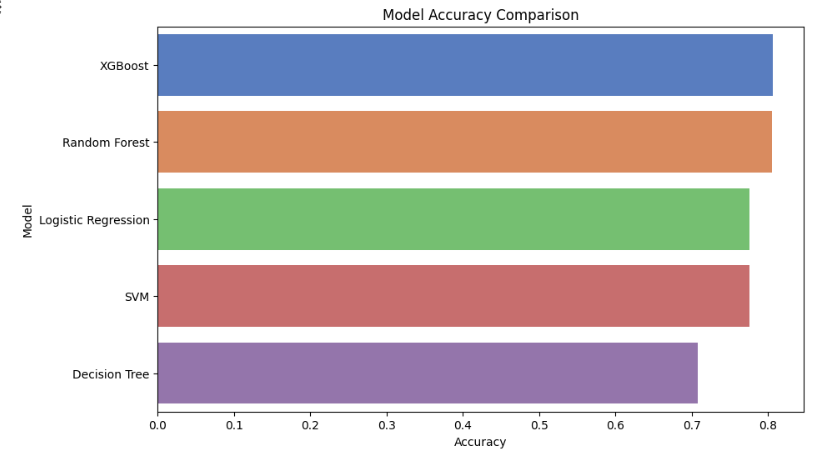 Model Accuracy Comparison
XGBoost
Random Forest
Logistic Regression
SVM
Decision Tree
Model
0.0 0.1 0.2 0.3 0.4 0.5 0.6 0.7 0.8
Accuracy